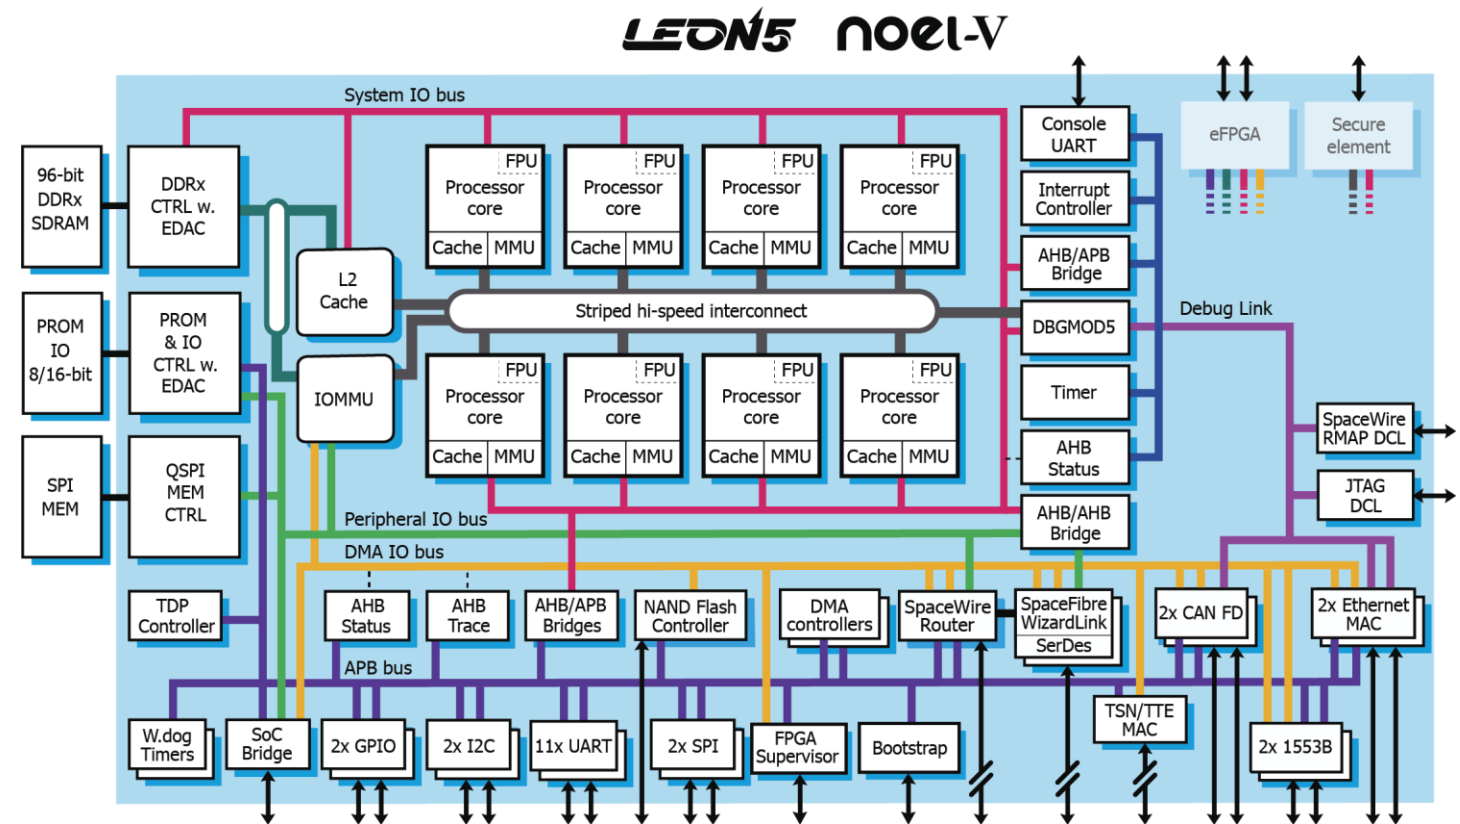 LEON5 noel-V
System IO bus
Console
UART
eFPGA
Secure
element
96-bit
DDRx
SDRAM
DDRx
CTRL w.
EDAC
FPU
Processor
core
Cache MMU
FPU
Processor
core
Cache MMU
FPU
Processor
core
Cache MMU
FPU
Processor
core
Cache MMU
Interrupt
Controller
AHB/APB
Bridge
L2
Cache
Striped hi-speed interconnect
DBGMOD5
Debug Link
PROM
IO
8/16-bit
PROM
& IO
CTRL w.
EDAC
IOMMU
FPU
Processor
core
Cache MMU
FPU
Processor
core
Cache MMU
FPU
Processor
core
Cache MMU
FPU
Processor
core
Cache MMU
Timer
AHB
Status
SpaceWire
RMAP DCL
JTAG
DCL
SPI
MEM
QSPI
MEM
CTRL
Peripheral IO bus
AHB/AHB
Bridge
DMA IO bus
TDP
Controller
AHB
Status
AHB
Trace
AHB/APB
Bridges
NAND Flash
Controller
DMA
controllers
SpaceWire
Router
SpaceFibre
WizardLink
SerDes
2x CAN FD
2x Ethernet
MAC
APB bus
W.dog
Timers
SoC
Bridge
2x GPIO
2x I2C
11x UART
2x SPI
FPGA
Supervisor
Bootstrap
TSN/TTE
MAC
2x 1553B